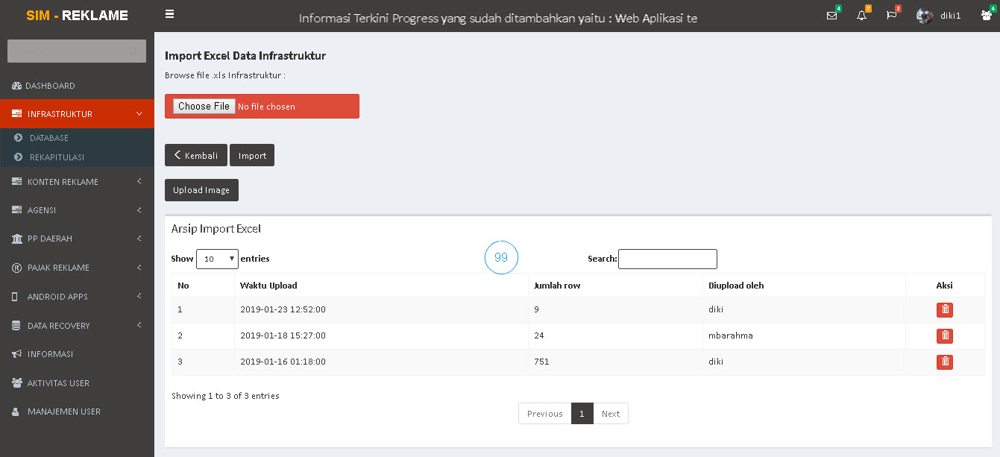 SIM - REKLAME
Informasi Terkini Progress yang sudah ditambahkan yaitu : Web Aplikasi te
4
7
2
diki1
4
DASHBOARD
INFRASTRUKTUR
DATABASE
REKAPITULASI
KONTEN REKLAME
AGENSI
PP DAERAH
PAJAK REKLAME
ANDROID APPS
DATA RECOVERY
INFORMASI
AKTIVITAS USER
MANAJEMEN USER
Import Excel Data Infrastruktur
Browse file .xls Infrastruktur :
Choose File No file chosen
Kembali Import
Upload Image
Arsip Import Excel
Show 10 entries 99 Search:
No Waktu Upload Jumlah row Diupload oleh Aksi
1 2019-01-23 12:52:00 9 diki
2 2019-01-18 15:27:00 24 mbarahma
3 2019-01-16 01:18:00 751 diki
Showing 1 to 3 of 3 entries
Previous 1 Next